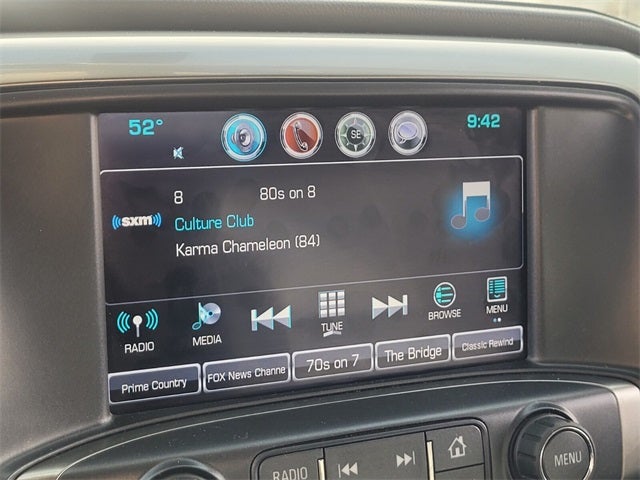 52° SE 9:42
8 80s on 8
((sxm))
Culture Club
Karma Chameleon (84)
RADIO MEDIA TUNE BROWSE MENU
Prime Country FOX News Channe 70s on 7 The Bridge Classic Rewind
RADIO MENU